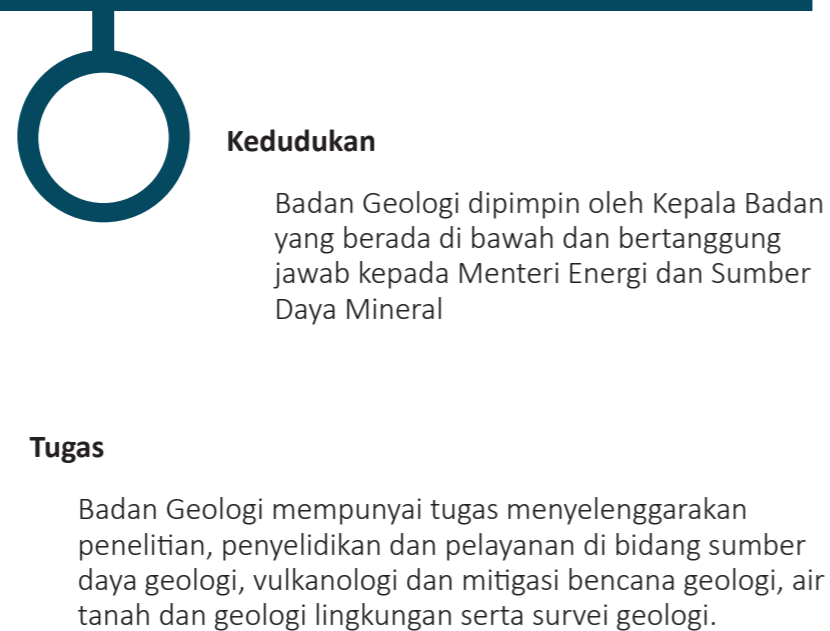 Kedudukan
Badan Geologi dipimpin oleh Kepala Badan
yang berada di bawah dan bertanggung
jawab kepada Menteri Energi dan Sumber
Daya Mineral
Tugas
Badan Geologi mempunyai tugas menyelenggarakan
penelitian, penyelidikan dan pelayanan di bidang sumber
daya geologi, vulkanologi dan mitigasi bencana geologi, air
tanah dan geologi lingkungan serta survei geologi.